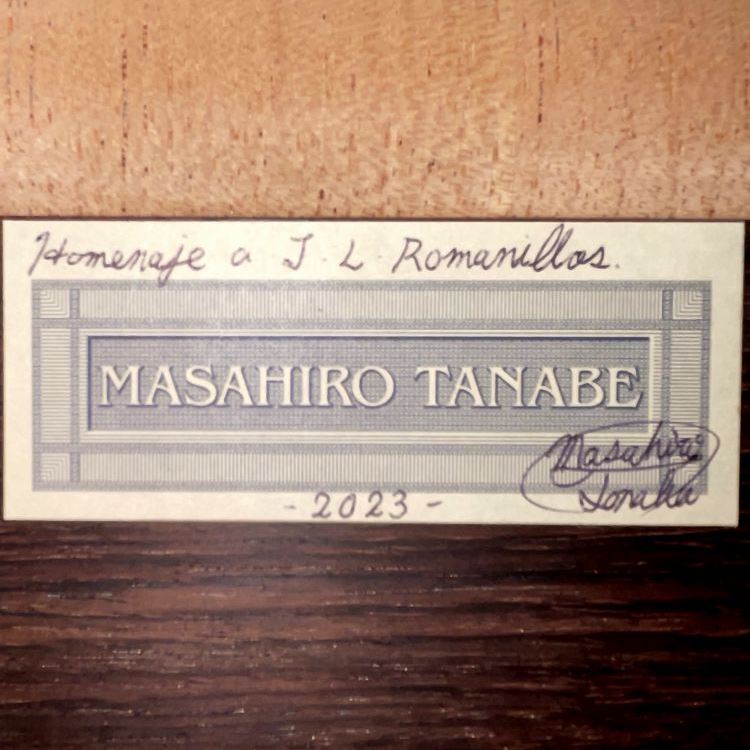 Homenaje a J. L. Romanillos.
MASAHIRO TANABE
Masahiro
Tanabe
- 2023 -